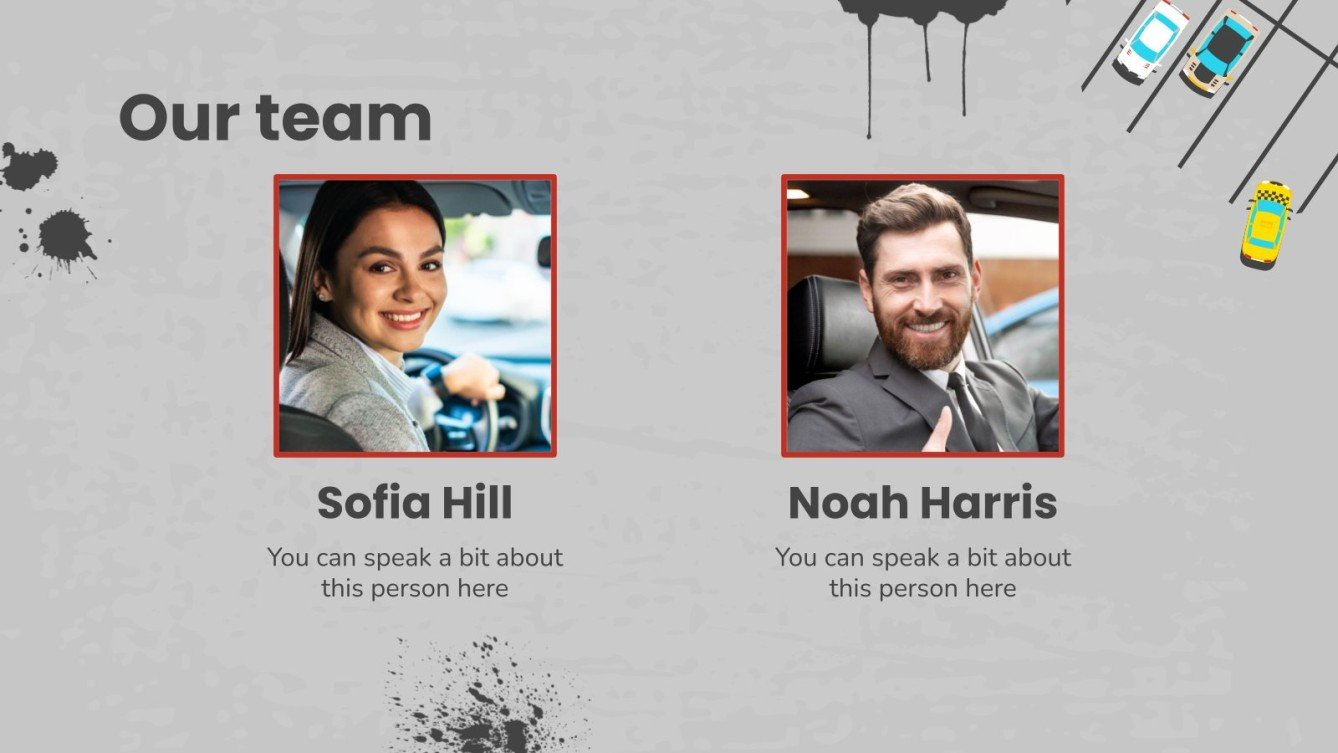 Our team
Sofia Hill
You can speak a bit about
this person here
Noah Harris
You can speak a bit about
this person here